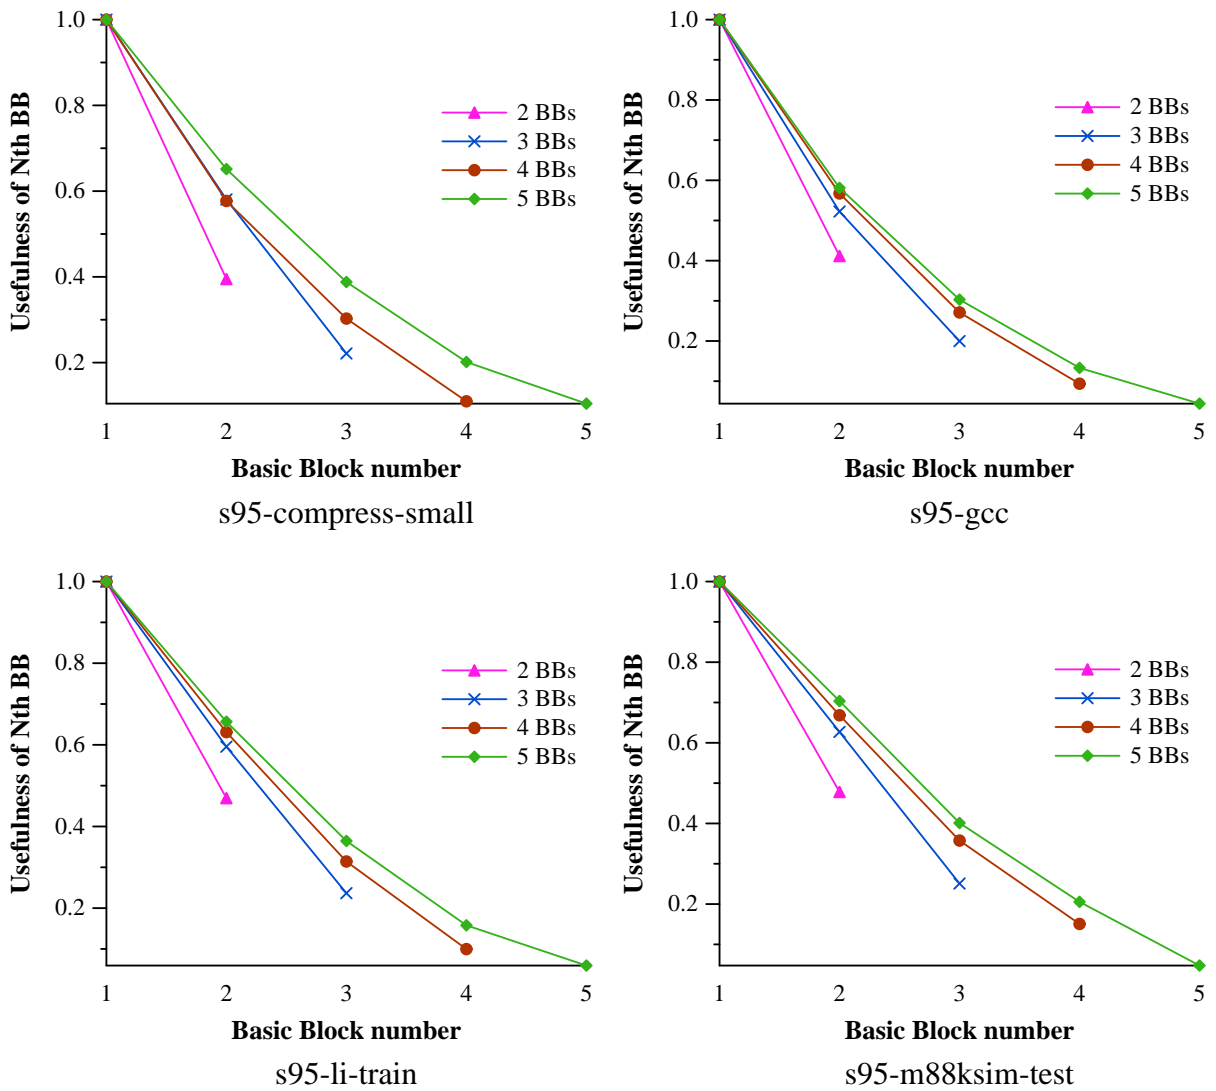 1.0
0.8
0.6
0.4
0.2
Usefulness of Nth BB
2 BBs
3 BBs
4 BBs
5 BBs
1 2 3 4 5
Basic Block number
s95-compress-small
1.0
0.8
0.6
0.4
0.2
Usefulness of Nth BB
2 BBs
3 BBs
4 BBs
5 BBs
1 2 3 4 5
Basic Block number
s95-gcc
1.0
0.8
0.6
0.4
0.2
Usefulness of Nth BB
2 BBs
3 BBs
4 BBs
5 BBs
1 2 3 4 5
Basic Block number
s95-li-train
1.0
0.8
0.6
0.4
0.2
Usefulness of Nth BB
2 BBs
3 BBs
4 BBs
5 BBs
1 2 3 4 5
Basic Block number
s95-m88ksim-test